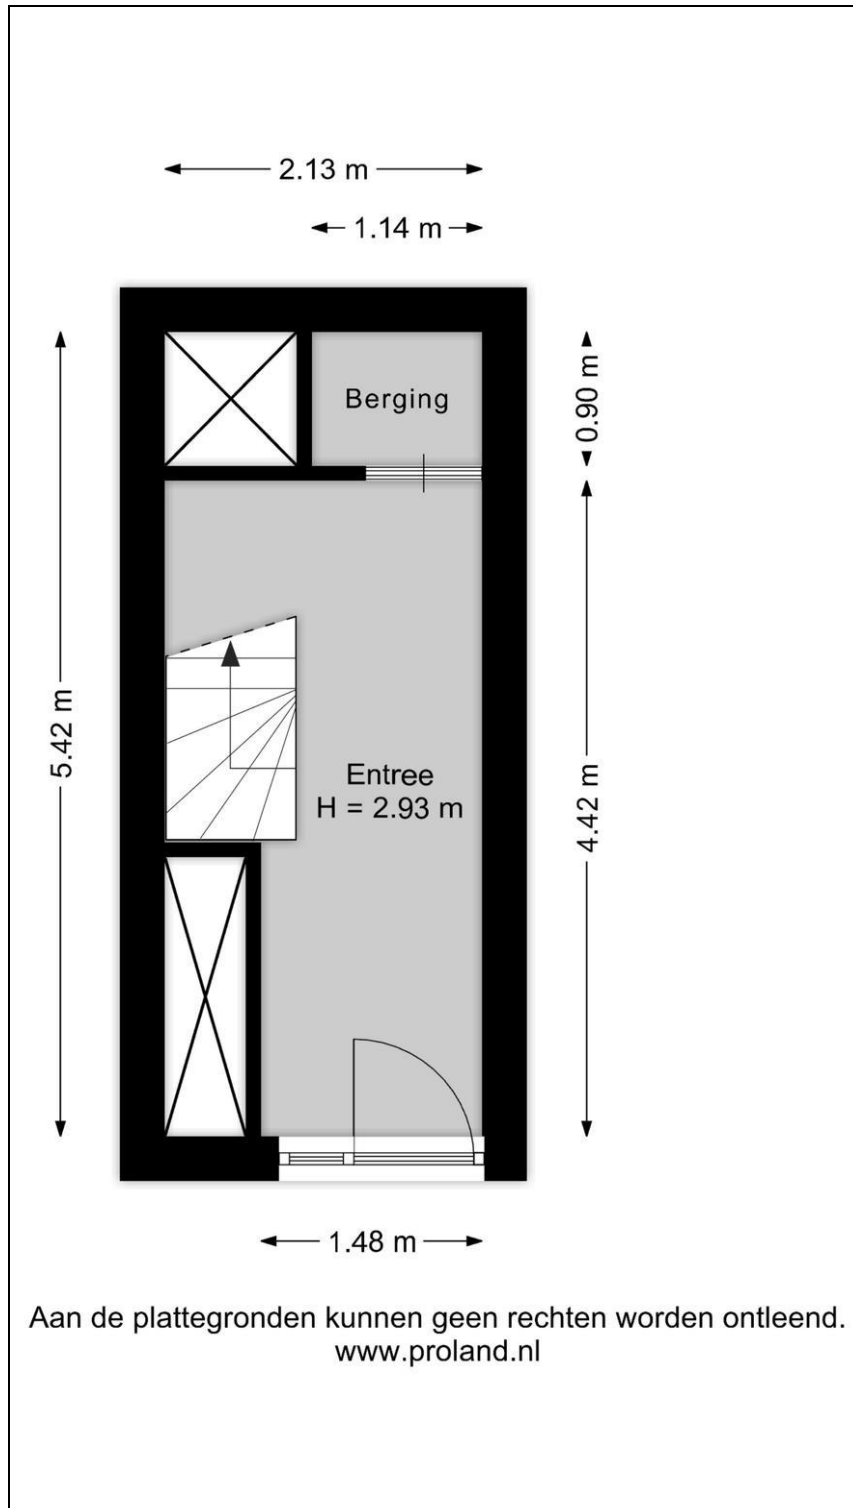 2.13 m
1.14 m
Berging
0.90 m
5.42 m
Entree
H = 2.93 m
4.42 m
1.48 m
Aan de plattegronden kunnen geen rechten worden ontleend.
www.proland.nl